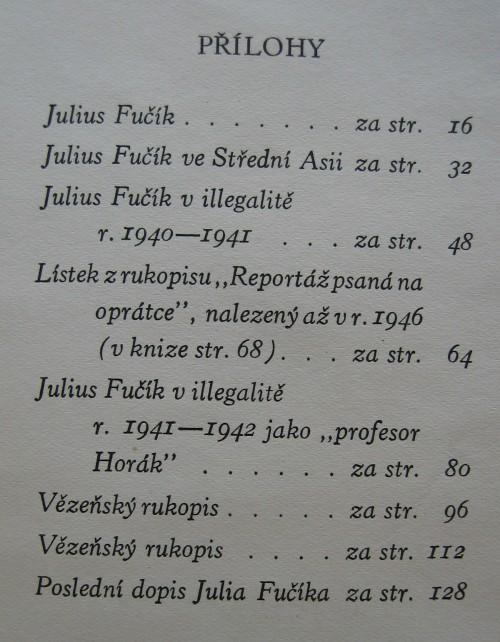 PŘÍLOHY
Julius Fučík . . . . . . . za str. 16
Julius Fučík ve Střední Asii za str. 32
Julius Fučík v illegalitě
r. 1940—1941 . . . za str. 48
Lístek z rukopisu „Reportáž psaná na
oprátce”, nalezený až v r. 1946
(v knize str. 68) . . . za str. 64
Julius Fučík v illegalitě
r. 1941—1942 jako „profesor
Horák” . . . . . . za str. 80
Vězeňský rukopis . . . . . za str. 96
Vězeňský rukopis . . . . za str. 112
Poslední dopis Julia Fučíka za str. 128